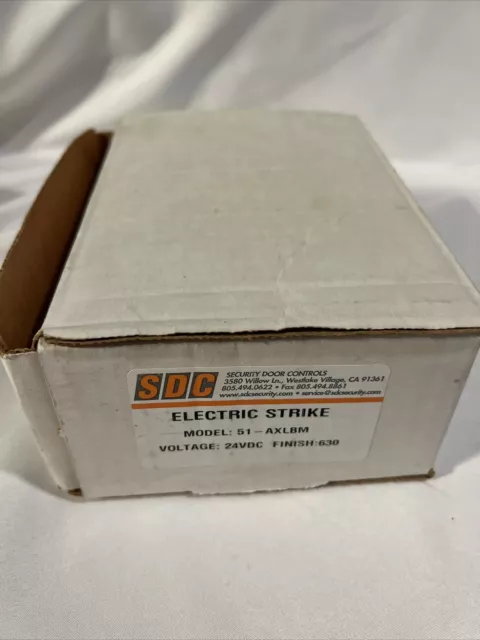 SDC
SECURITY DOOR CONTROLS
3580 Willow Ln., Westlake Village, CA 91361
805.494.0622 • Fax 805.494.8861
www.sdcsecurity.com • service@sdcsecurity.com
ELECTRIC STRIKE
MODEL: 51-AXLBM
VOLTAGE: 24VDC FINISH:630